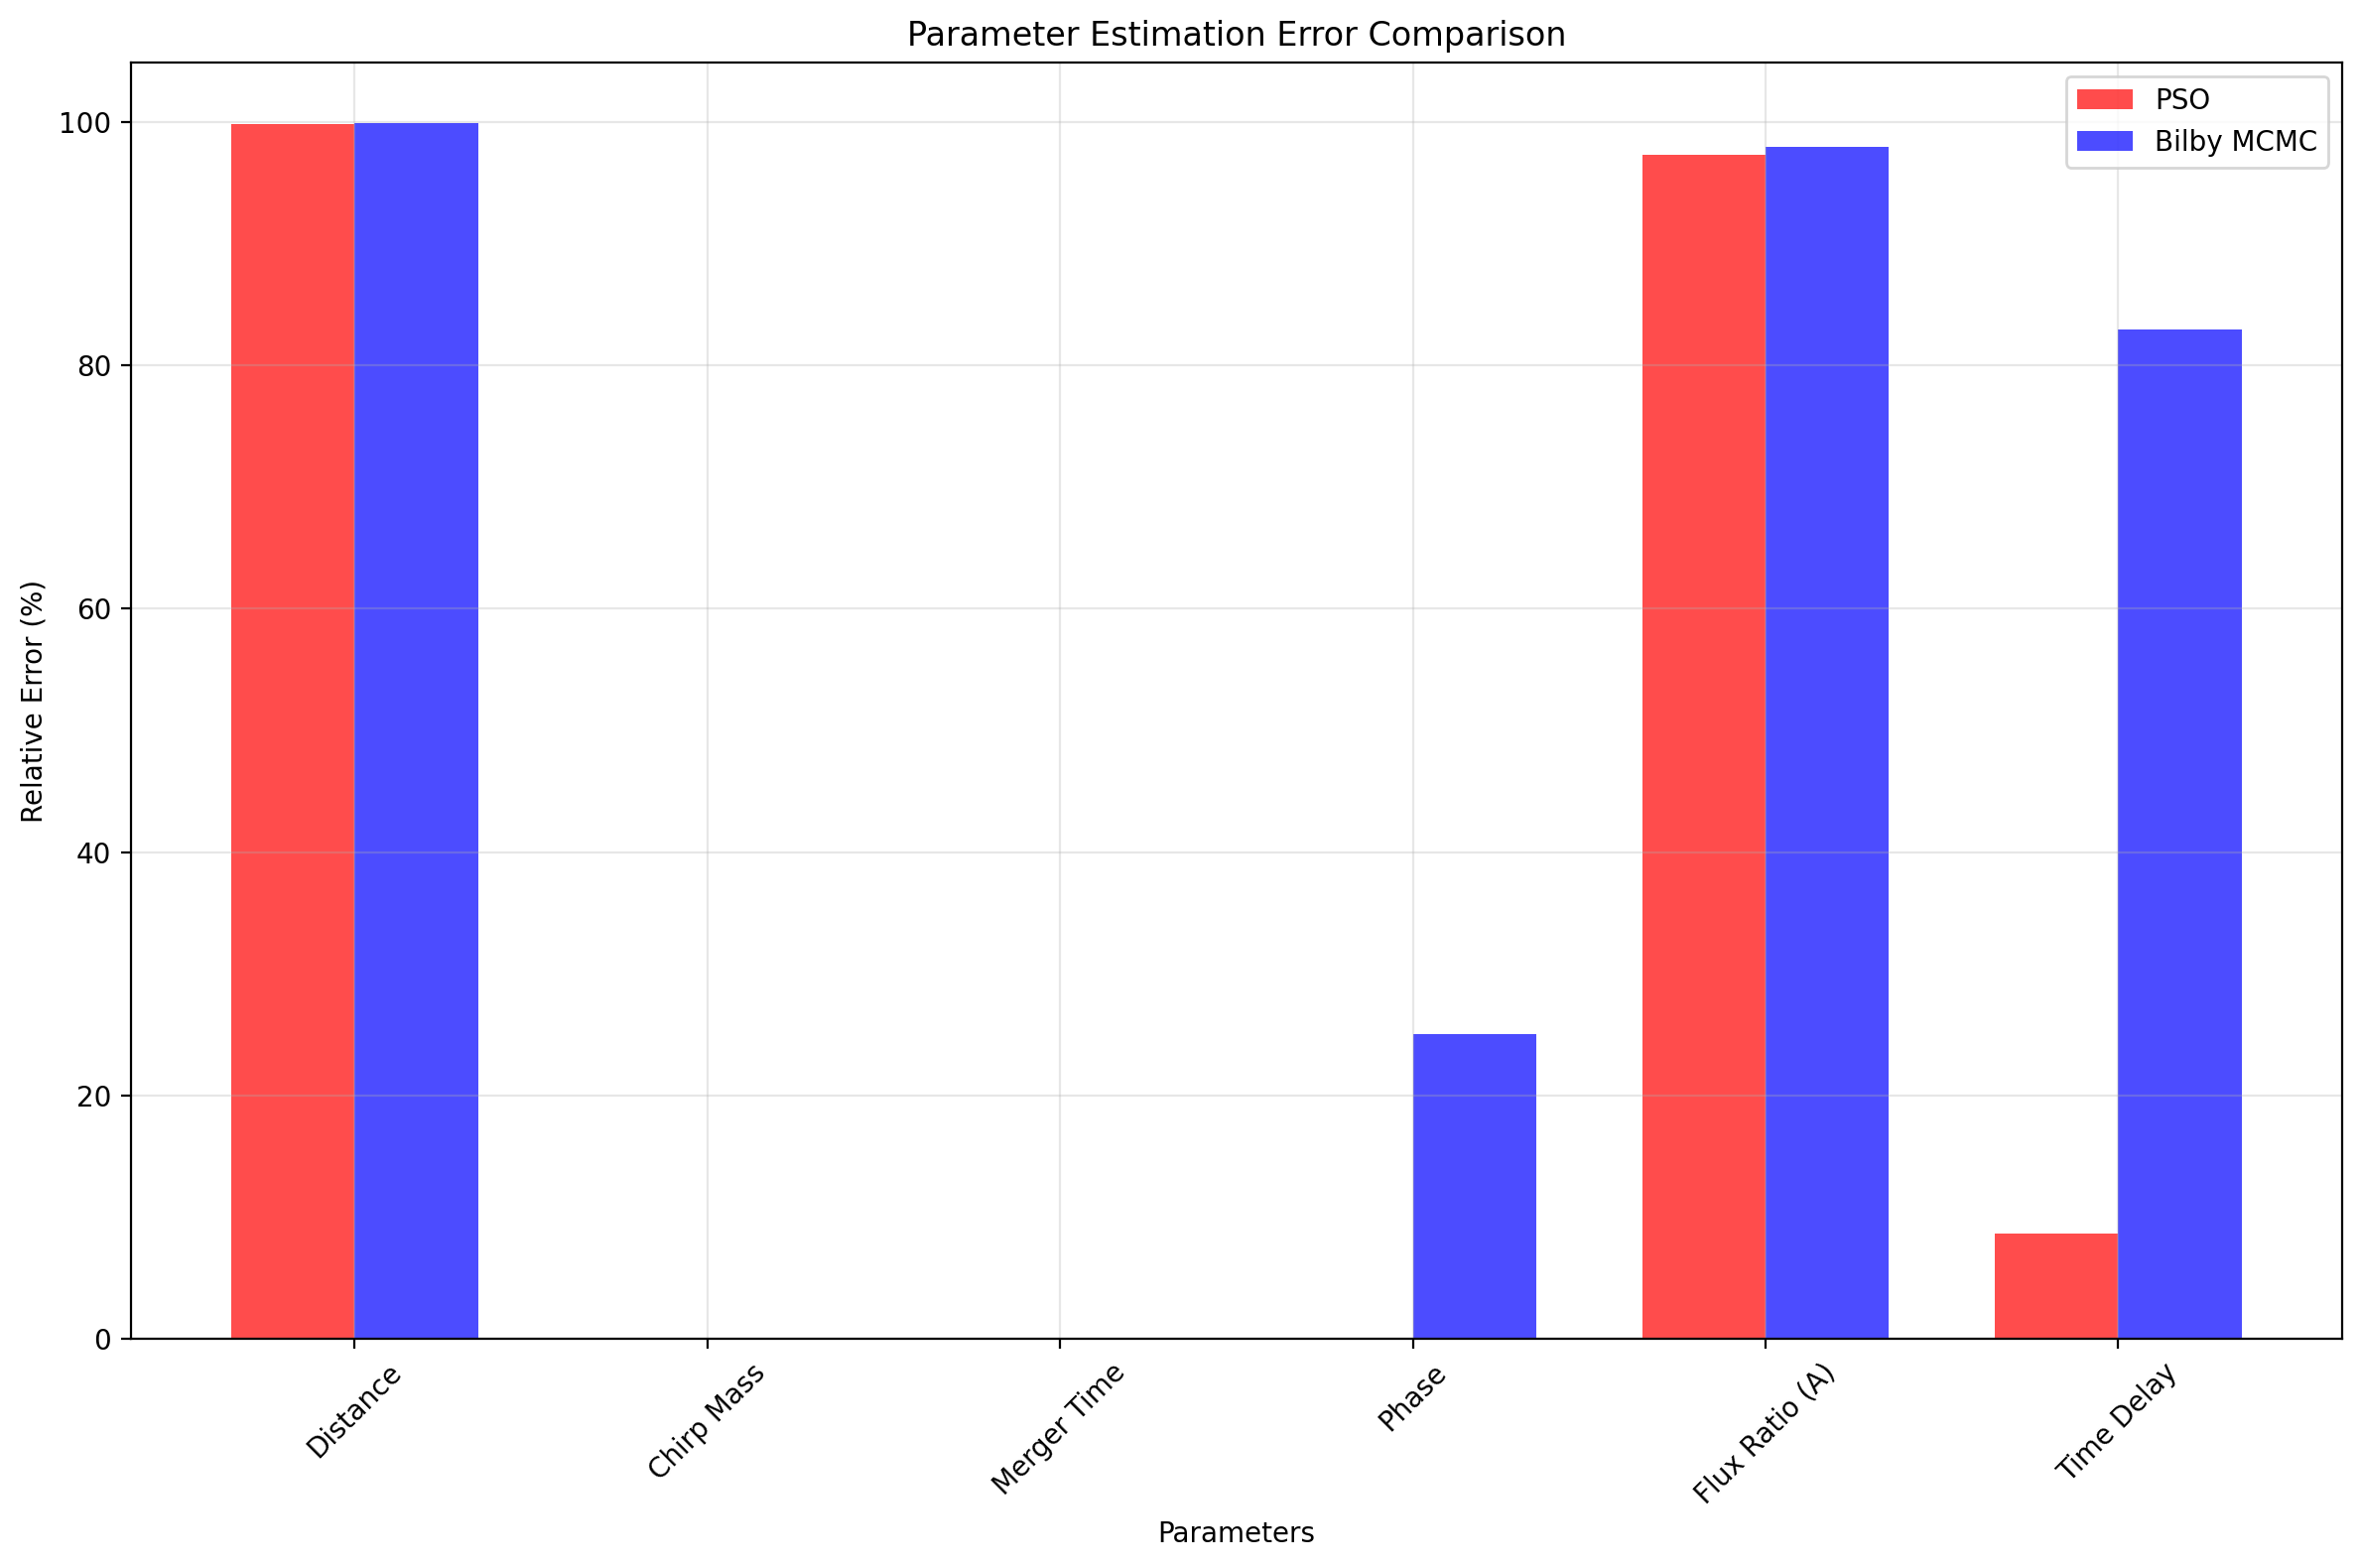 Parameter Estimation Error Comparison
PSO
Bilby MCMC
Relative Error (%)
100
80
60
40
20
0
Distance
Chirp Mass
Merger Time
Phase
Flux Ratio (A)
Time Delay
Parameters